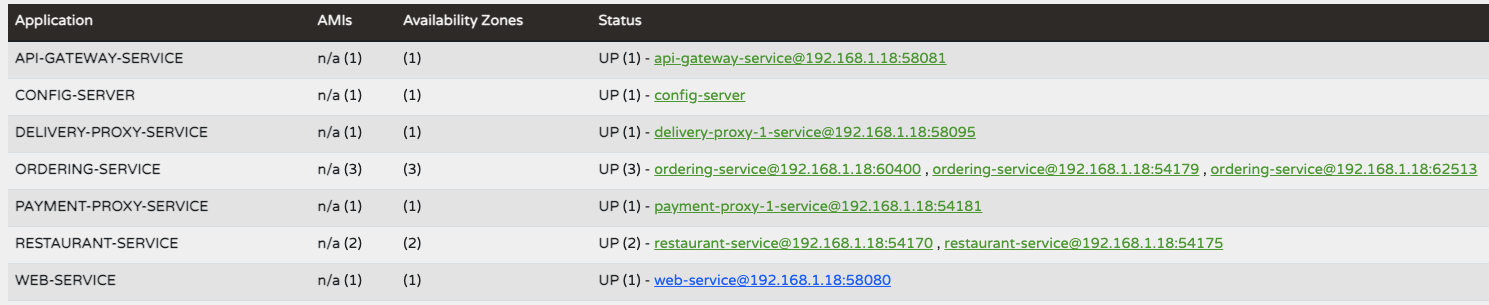 Application AMIs Availability Zones Status
API-GATEWAY-SERVICE n/a (1) (1) UP (1) - api-gateway-service@192.168.1.18:58081
CONFIG-SERVER n/a (1) (1) UP (1) - config-server
DELIVERY-PROXY-SERVICE n/a (1) (1) UP (1) - delivery-proxy-1-service@192.168.1.18:58095
ORDERING-SERVICE n/a (3) (3) UP (3) - ordering-service@192.168.1.18:60400 , ordering-service@192.168.1.18:54179 , ordering-service@192.168.1.18:62513
PAYMENT-PROXY-SERVICE n/a (1) (1) UP (1) - payment-proxy-1-service@192.168.1.18:54181
RESTAURANT-SERVICE n/a (2) (2) UP (2) - restaurant-service@192.168.1.18:54170 , restaurant-service@192.168.1.18:54175
WEB-SERVICE n/a (1) (1) UP (1) - web-service@192.168.1.18:58080